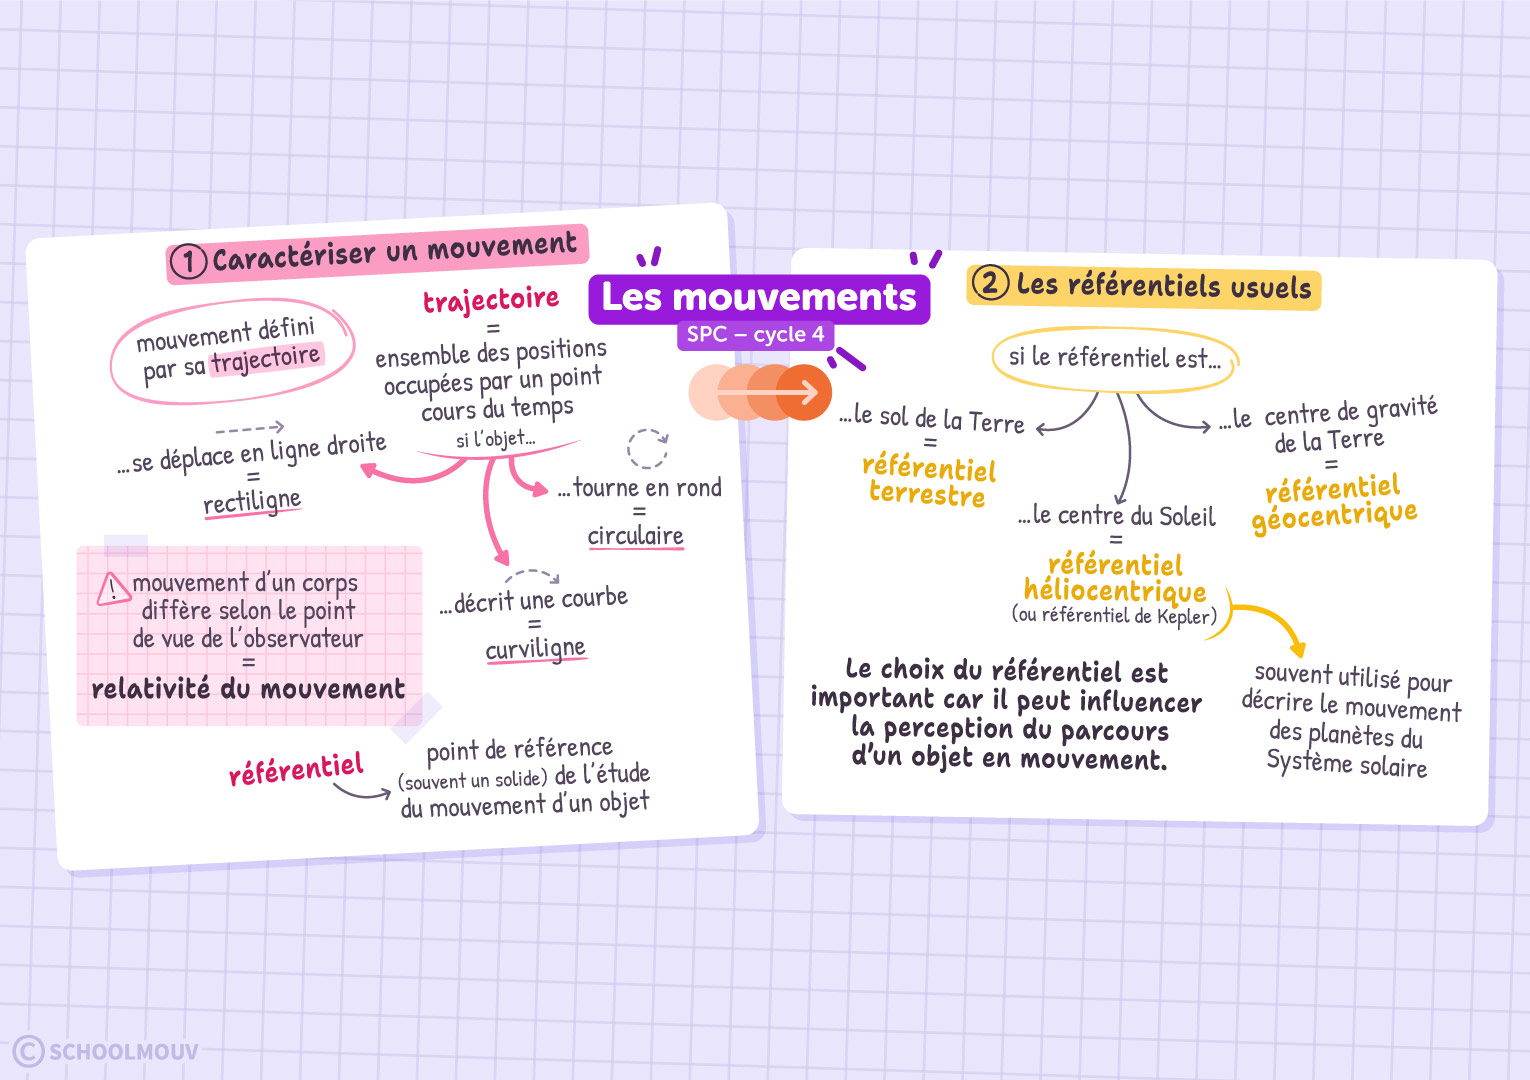 Les mouvements
SPC – cycle 4
1 Caractériser un mouvement
mouvement défini
par sa trajectoire
trajectoire
=
ensemble des positions
occupées par un point
cours du temps
si l'objet...
...se déplace en ligne droite
=
rectiligne
...tourne en rond
=
circulaire
...décrit une courbe
=
curviligne
! mouvement d'un corps
diffère selon le point
de vue de l'observateur
=
relativité du mouvement
référentiel
point de référence
(souvent un solide) de l'étude
du mouvement d'un objet
2 Les référentiels usuels
si le référentiel est...
...le sol de la Terre
=
référentiel
terrestre
...le centre du Soleil
=
référentiel
héliocentrique
(ou référentiel de Kepler)
...le centre de gravité
de la Terre
=
référentiel
géocentrique
souvent utilisé pour
décrire le mouvement
des planètes du
Système solaire
Le choix du référentiel est
important car il peut influencer
la perception du parcours
d'un objet en mouvement.
© SCHOOLMOUV